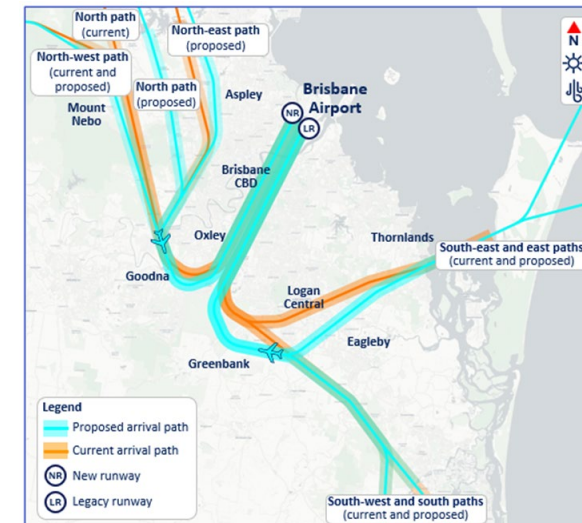 North path
(current)
North-east path
(proposed)
North-west path
(current and
proposed)
North path
(proposed)
Mount
Nebo
Aspley
Brisbane
Airport
NR
LR
N
Brisbane
CBD
Oxley
Thornlands
Goodna
South-east and east paths
(current and proposed)
Logan
Central
Eagleby
Greenbank
Legend
Proposed arrival path
Current arrival path
NR New runway
LR Legacy runway
South-west and south paths
(current and proposed)